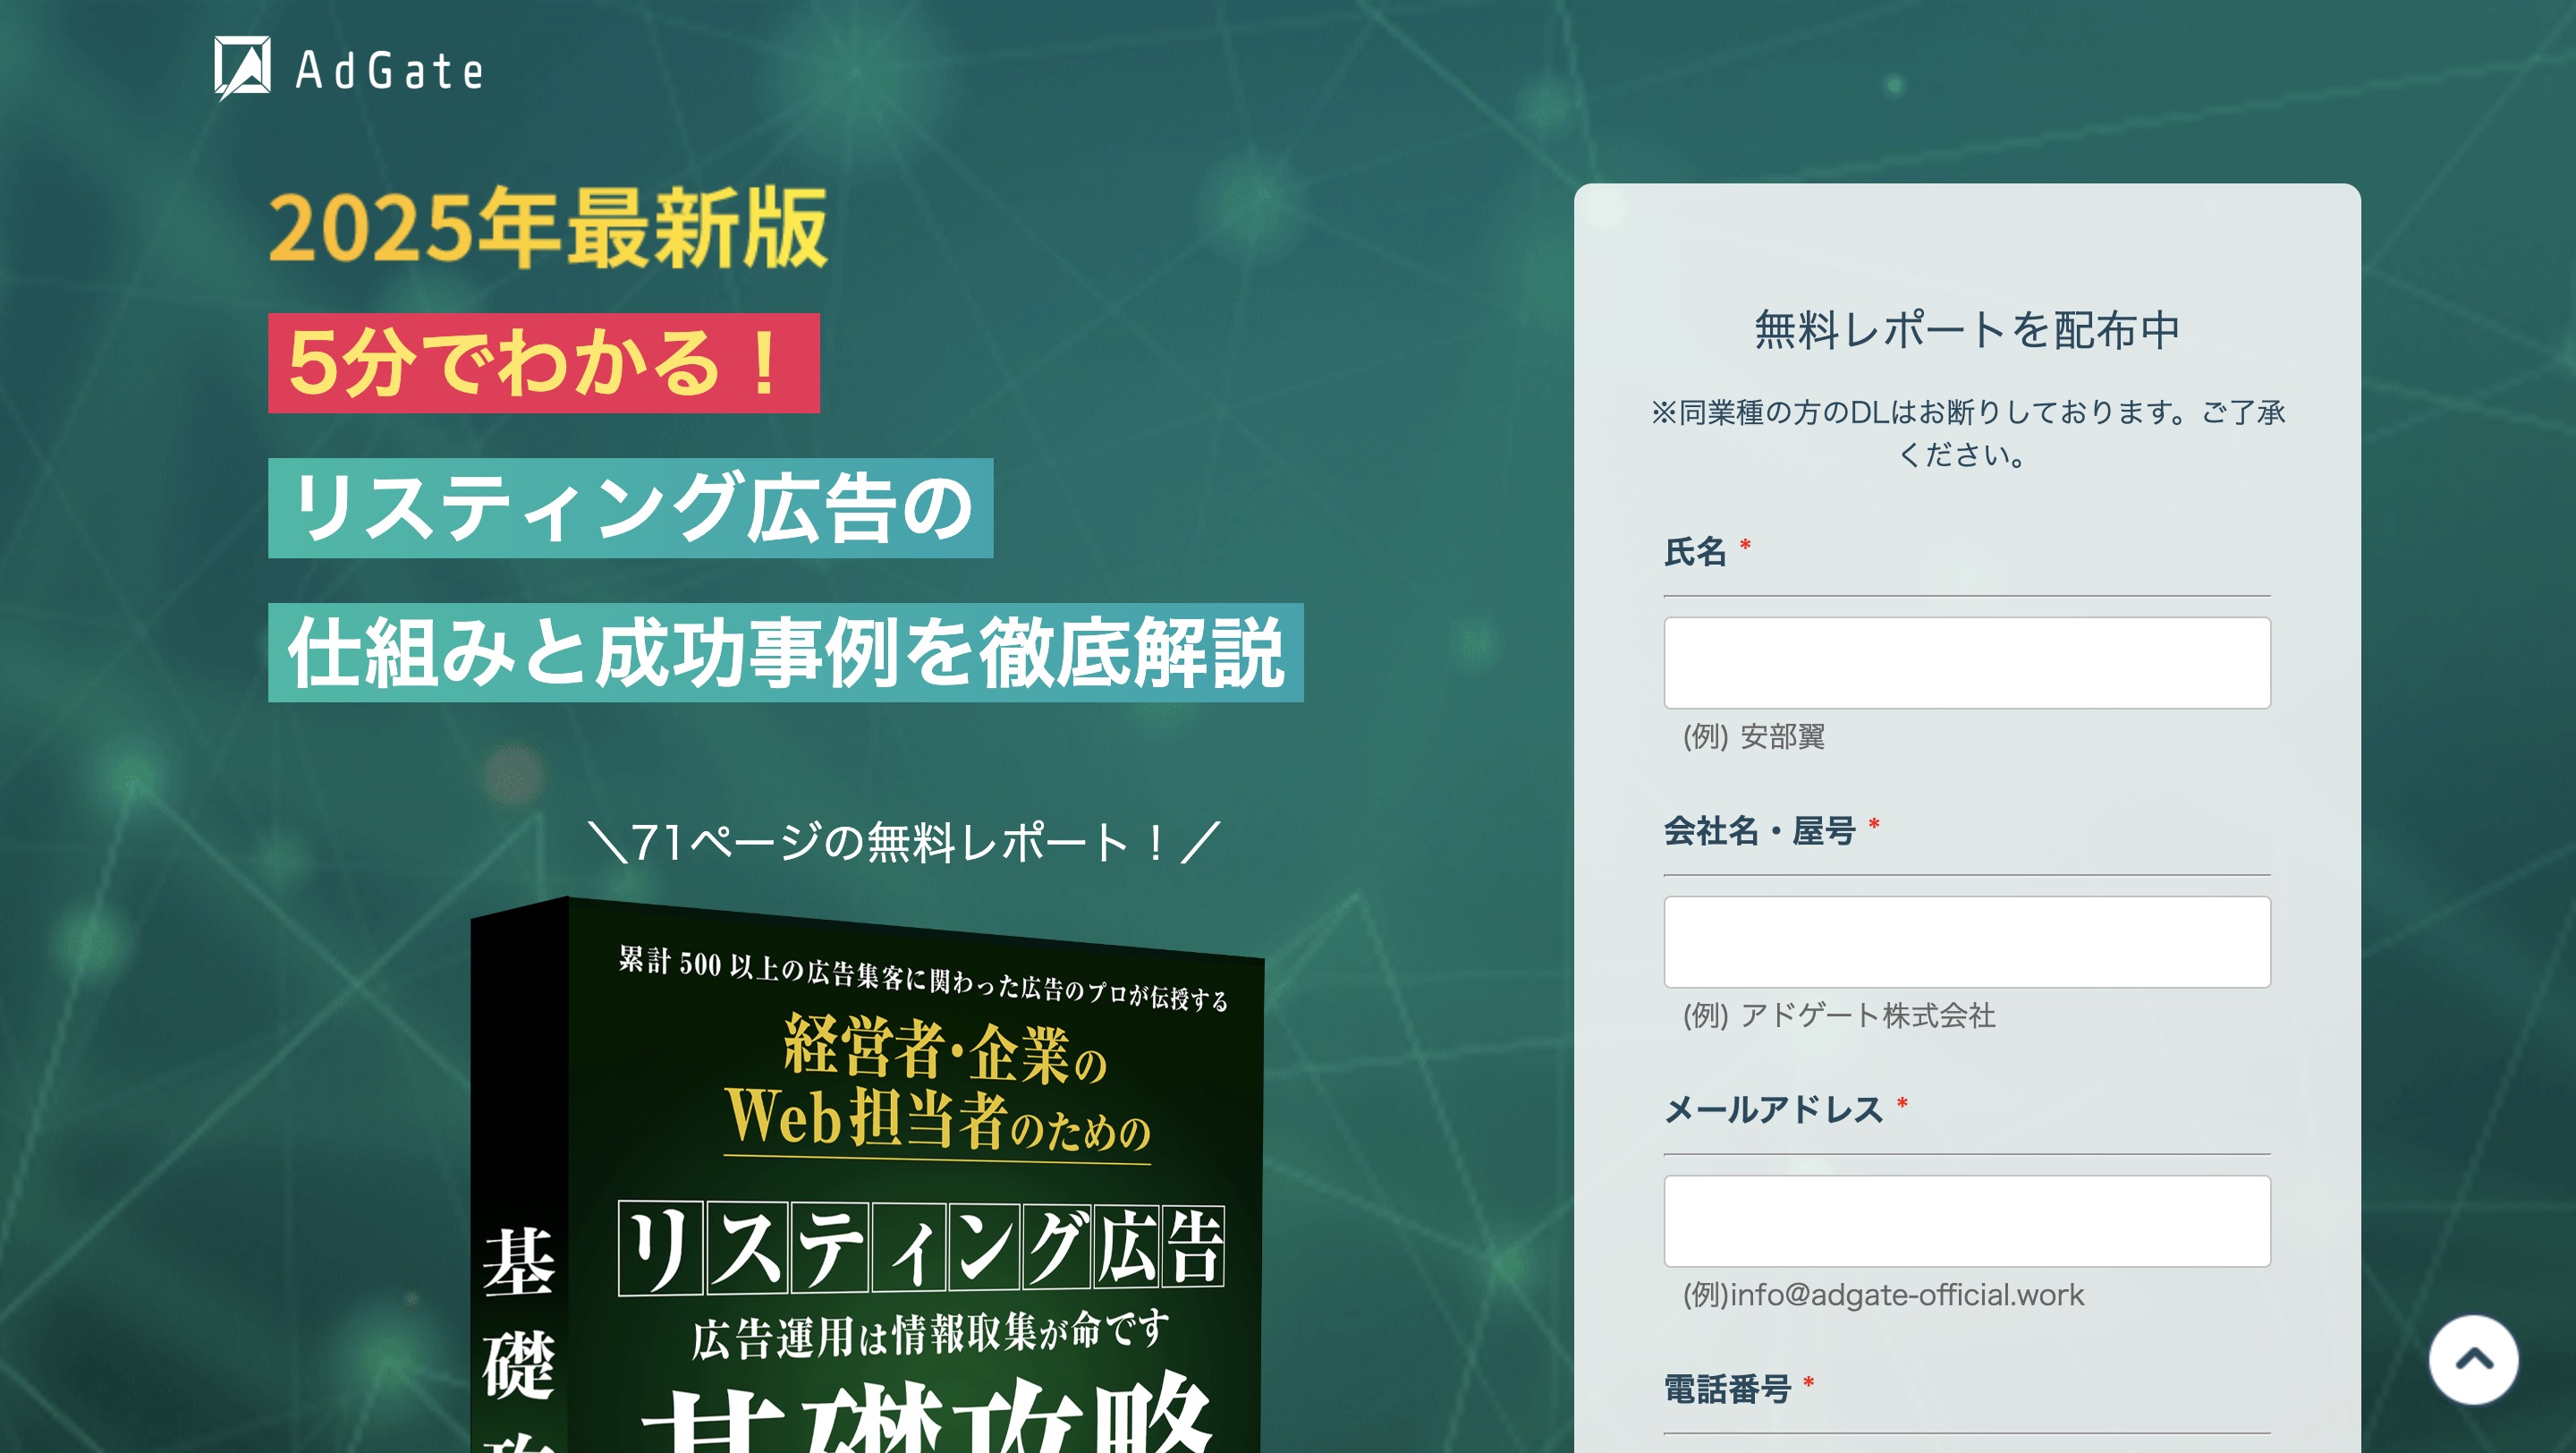 AdGate
2025年最新版
5分でわかる！
リスティング広告の
仕組みと成功事例を徹底解説
＼71ページの無料レポート！／
累計 500 以上の広告集客に関わった広告のプロが伝授する
経営者・企業の
Web担当者のための
リスティング広告
広告運用は情報取集が命です
基礎攻略
基礎攻
無料レポートを配布中
※同業種の方のDLはお断りしております。ご了承
ください。
氏名 *
(例) 安部翼
会社名・屋号 *
(例) アドゲート株式会社
メールアドレス *
(例)info@adgate-official.work
電話番号 *